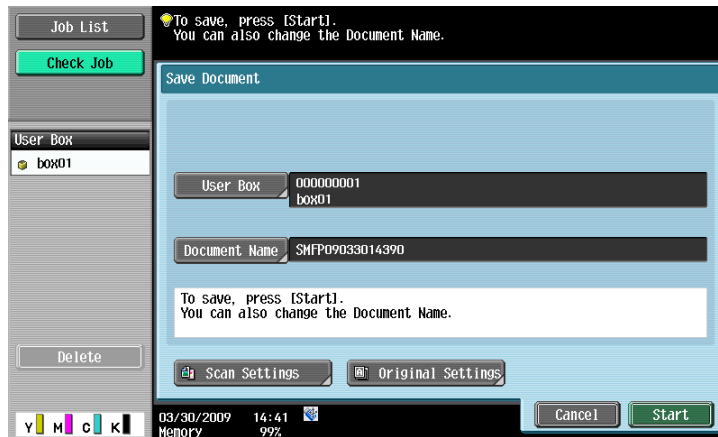 Job List
Check Job
To save, press [Start].
You can also change the Document Name.
Save Document
User Box
box01
User Box
000000001
box01
Document Name
SMFP09033014390
To save, press [Start].
You can also change the Document Name.
Delete
Scan Settings
Original Settings
Y M C K
03/30/2009 14:41
Memory 99%
Cancel
Start